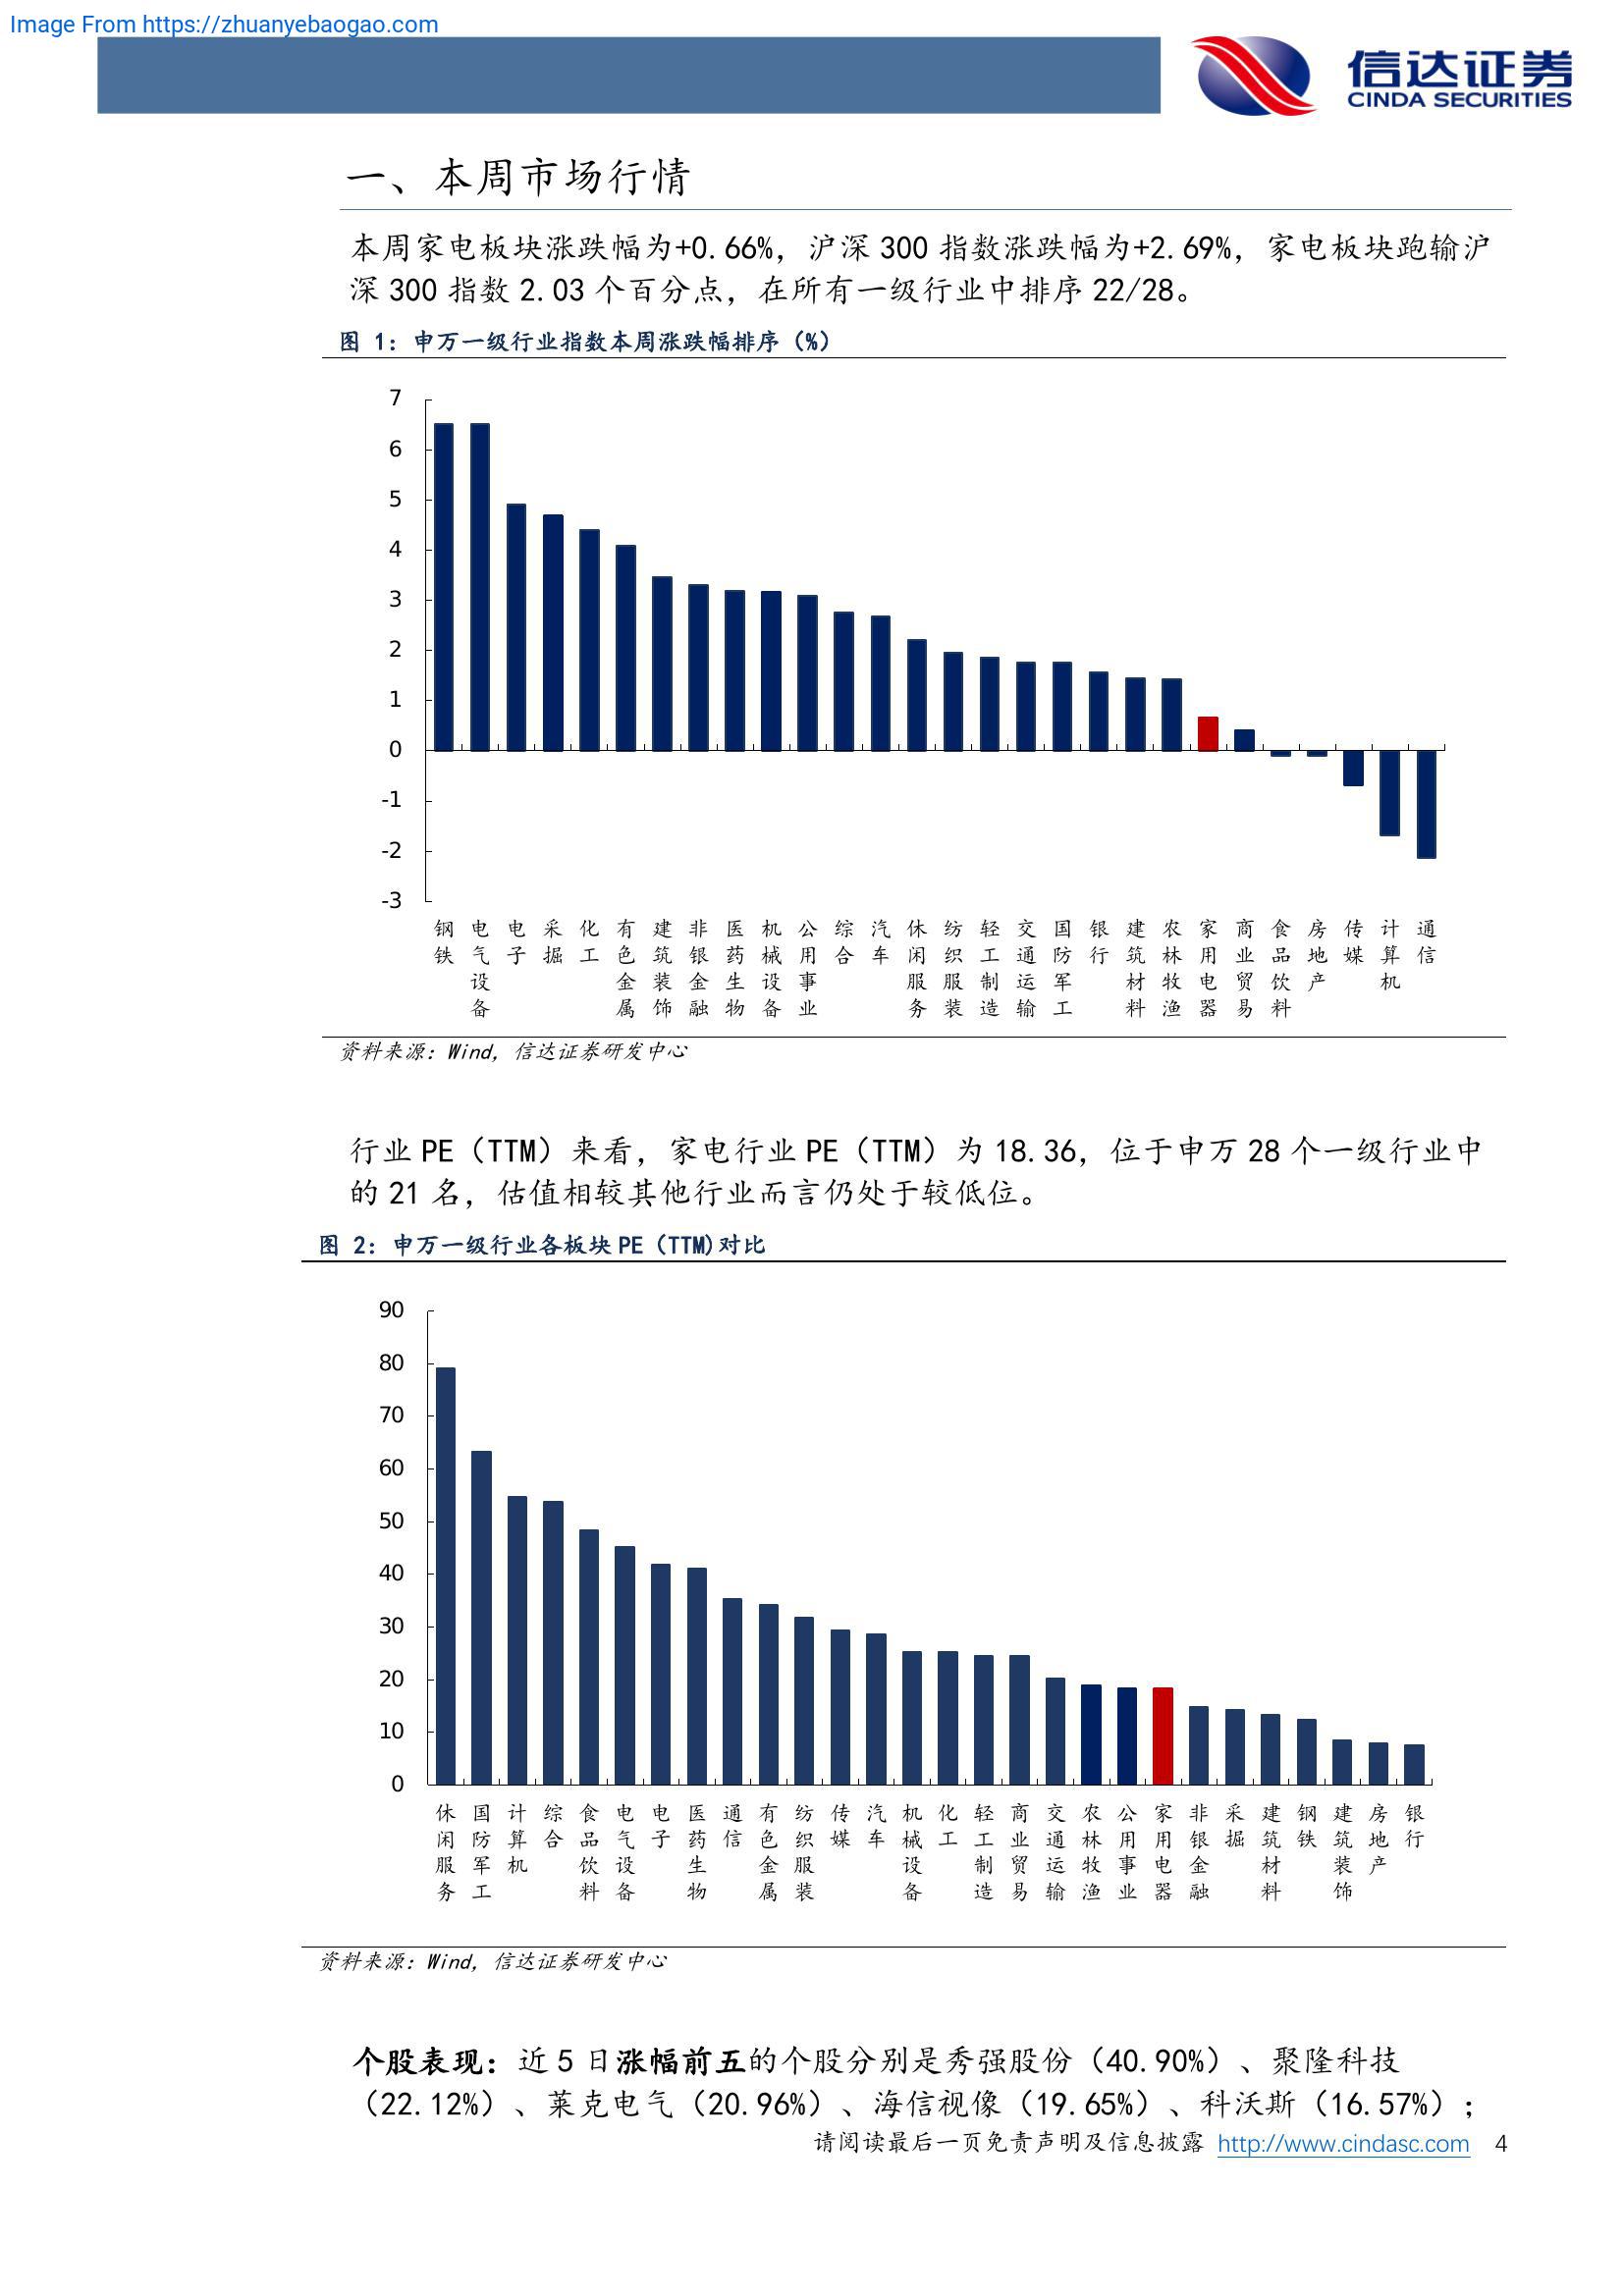 Image From https://zhuanyebaogao.com
信达证券
CINDA SECURITIES
一、本周市场行情
本周家电板块涨跌幅为+0.66%，沪深 300 指数涨跌幅为+2.69%，家电板块跑输沪
深 300 指数 2.03 个百分点，在所有一级行业中排序 22/28。
图 1：申万一级行业指数本周涨跌幅排序（%）
7
6
5
4
3
2
1
0
-1
-2
-3
钢铁
电气设备
电子
采掘
化工
有色金属
建筑装饰
非银金融
医药生物
机械设备
公用事业
综合
汽车
休闲服务
纺织服装
轻工制造
交通运输
国防军工
银行
建筑材料
农林牧渔
家用电器
商业贸易
食品饮料
房地产
传媒
计算机
通信
资料来源：Wind，信达证券研发中心
行业 PE（TTM）来看，家电行业 PE（TTM）为 18.36，位于申万 28 个一级行业中
的 21 名，估值相较其他行业而言仍处于较低位。
图 2：申万一级行业各板块 PE（TTM)对比
90
80
70
60
50
40
30
20
10
0
休闲服务
国防军工
计算机
综合
食品饮料
电气设备
电子
医药生物
通信
有色金属
纺织服装
传媒
汽车
机械设备
化工
轻工制造
商业贸易
交通运输
农林牧渔
公用事业
家用电器
非银金融
采掘
建筑材料
钢铁
建筑装饰
房地产
银行
资料来源：Wind，信达证券研发中心
个股表现：近 5 日涨幅前五的个股分别是秀强股份（40.90%）、聚隆科技
（22.12%）、莱克电气（20.96%）、海信视像（19.65%）、科沃斯（16.57%）；
请阅读最后一页免责声明及信息披露 http://www.cindasc.com 4